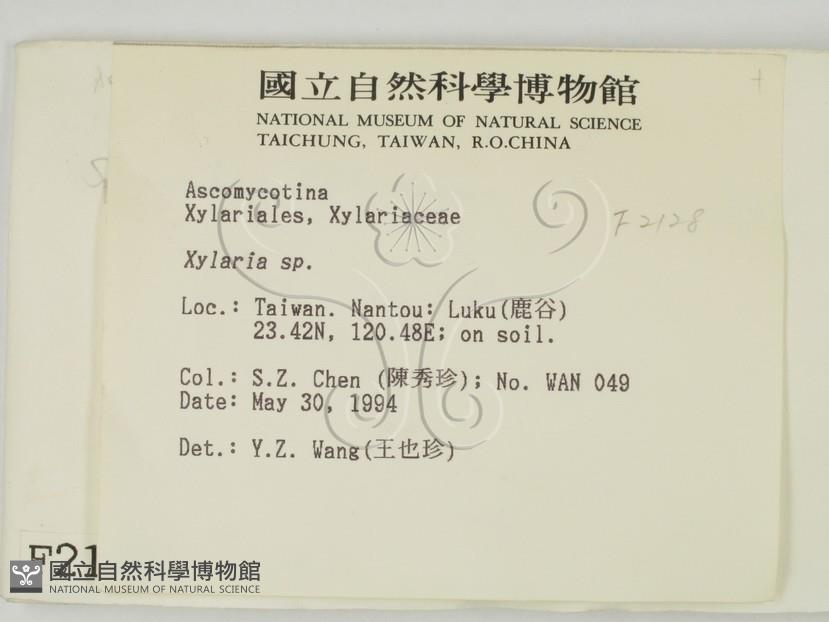 國立自然科學博物館
NATIONAL MUSEUM OF NATURAL SCIENCE
TAICHUNG, TAIWAN, R.O.CHINA
Ascomycotina
Xylariales, Xylariaceae
F2128
Xylaria sp.
Loc.: Taiwan. Nantou: Luku(鹿谷)
23.42N, 120.48E; on soil.
Col.: S.Z. Chen (陳秀珍); No. WAN 049
Date: May 30, 1994
Det.: Y.Z. Wang(王也珍)
F21
國立自然科學博物館
NATIONAL MUSEUM OF NATURAL SCIENCE